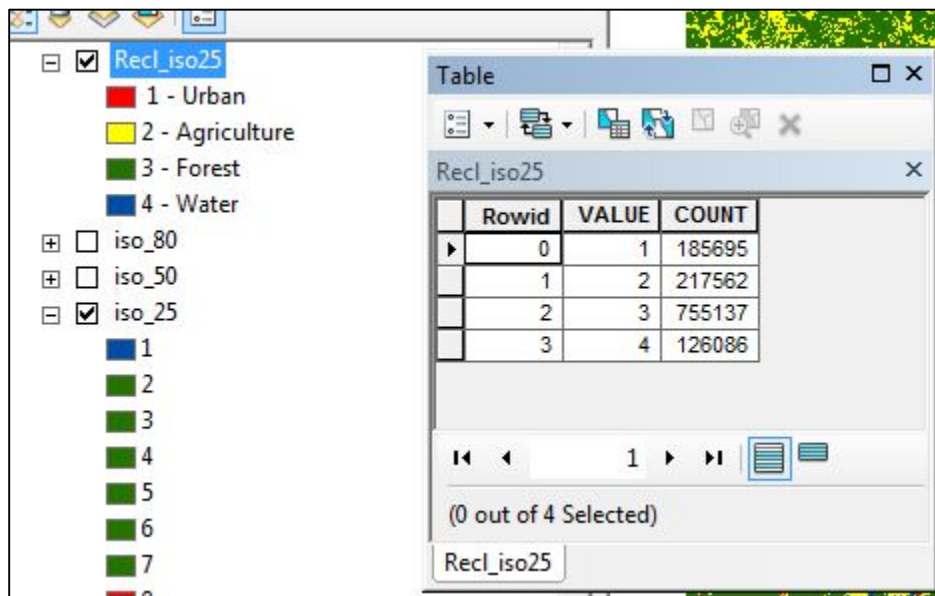 Recl_iso25
1 - Urban
2 - Agriculture
3 - Forest
4 - Water
iso_80
iso_50
iso_25
1
2
3
4
5
6
7
Table
Recl_iso25
Rowid VALUE COUNT
0 1 185695
1 2 217562
2 3 755137
3 4 126086
1
(0 out of 4 Selected)
Recl_iso25